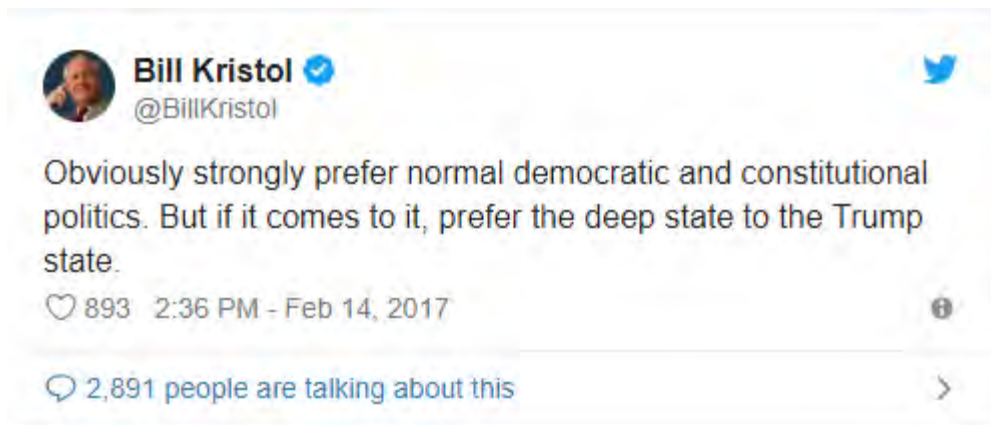 Bill Kristol
@BillKristol
Obviously strongly prefer normal democratic and constitutional
politics. But if it comes to it, prefer the deep state to the Trump
state.
893 2:36 PM - Feb 14, 2017
2,891 people are talking about this